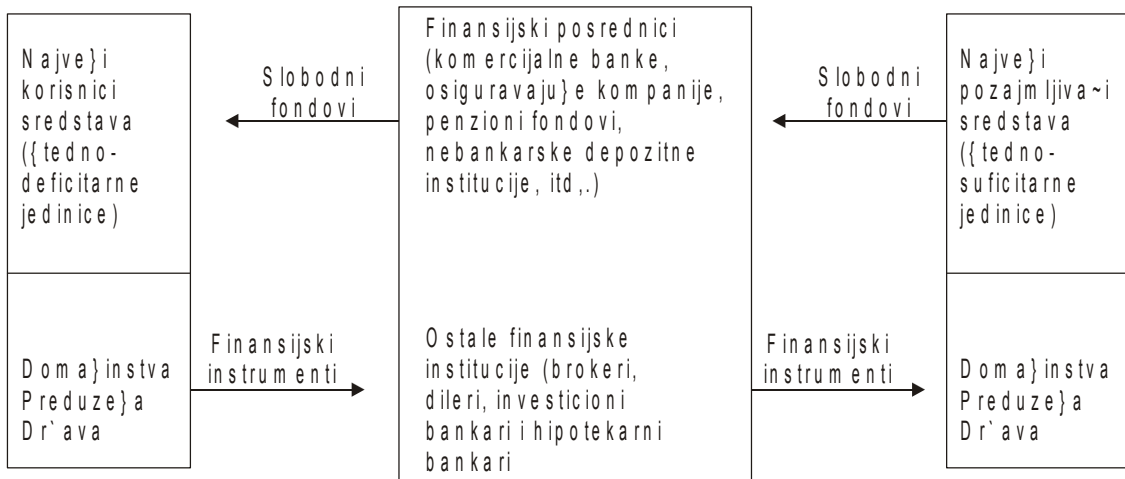 Najve}i
korisnici
sredstava
({tedno-
deficitarne
jedinice)
Doma}instva
Preduze}a
Dr`ava
Slobodni
fondovi
Finansijski
instrumenti
Finansijski posrednici
(komercijalne banke,
osiguravaju}e kompanije,
penzioni fondovi,
nebankarske depozitne
institucije, itd,.)
Ostale finansijske
institucije (brokeri,
dileri, investicioni
bankari i hipotekarni
bankari
Slobodni
fondovi
Finansijski
instrumenti
Najve}i
pozajmljiva~i
sredstava
({tedno-
suficitarne
jedinice)
Doma}instva
Preduze}a
Dr`ava